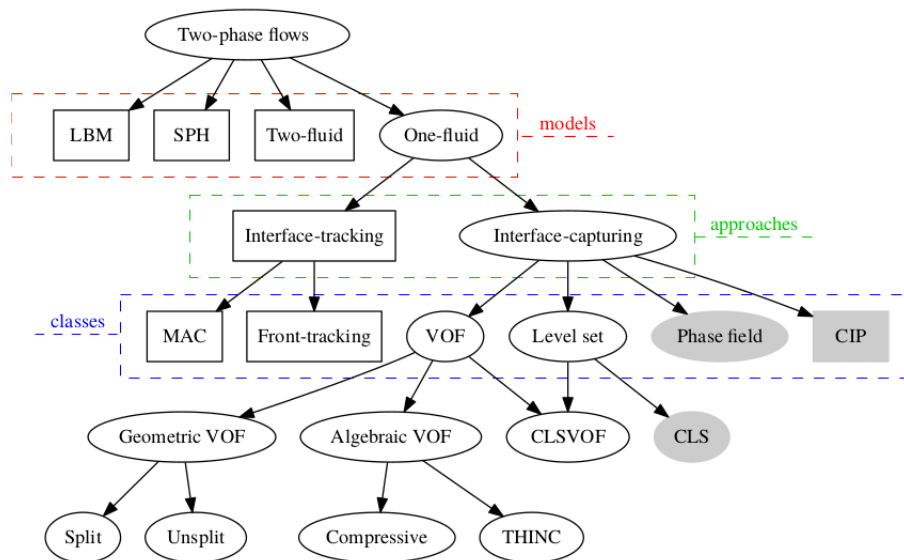 Two-phase flows
LBM
SPH
Two-fluid
One-fluid
models
Interface-tracking
Interface-capturing
approaches
classes
MAC
Front-tracking
VOF
Level set
Phase field
CIP
Geometric VOF
Algebraic VOF
CLSVOF
CLS
Split
Unsplit
Compressive
THINC